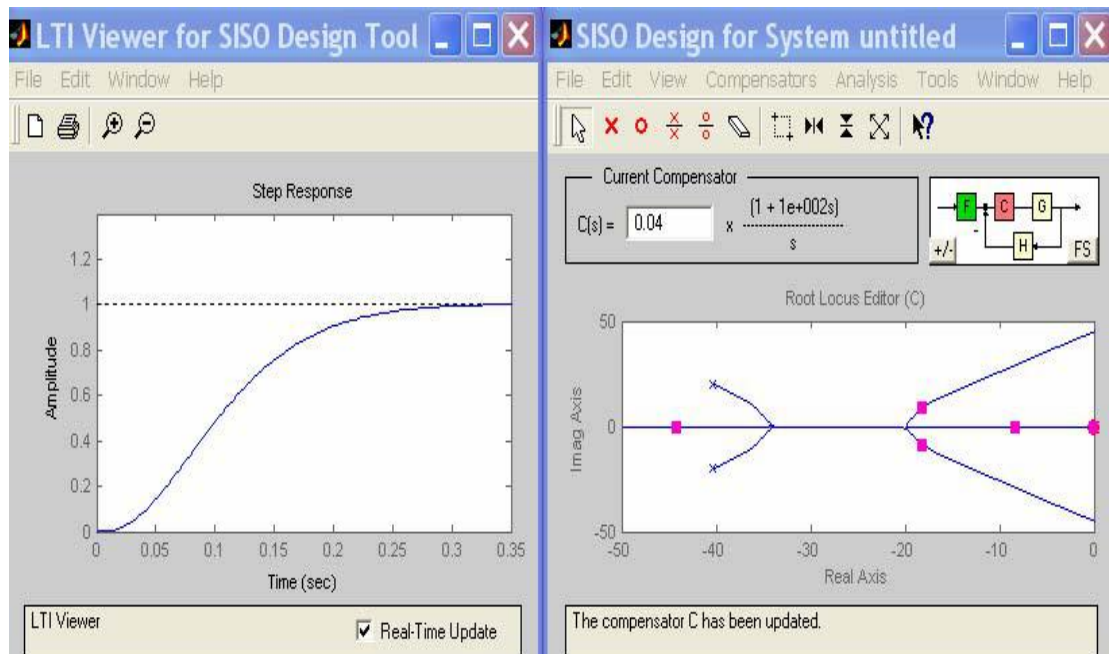 LTI Viewer for SISO Design Tool
File Edit Window Help
Step Response
Amplitude
1.2
1
0.8
0.6
0.4
0.2
0
0 0.05 0.1 0.15 0.2 0.25 0.3 0.35
Time (sec)
LTI Viewer
Real-Time Update
SISO Design for System untitled
File Edit View Compensators Analysis Tools Window Help
Current Compensator
C(s) = 0.04 x (1 + 1e+002s)
s
F C G
H
+/- FS
Root Locus Editor (C)
Imag Axis
50
0
-50
-50 -40 -30 -20 -10 0
Real Axis
The compensator C has been updated.